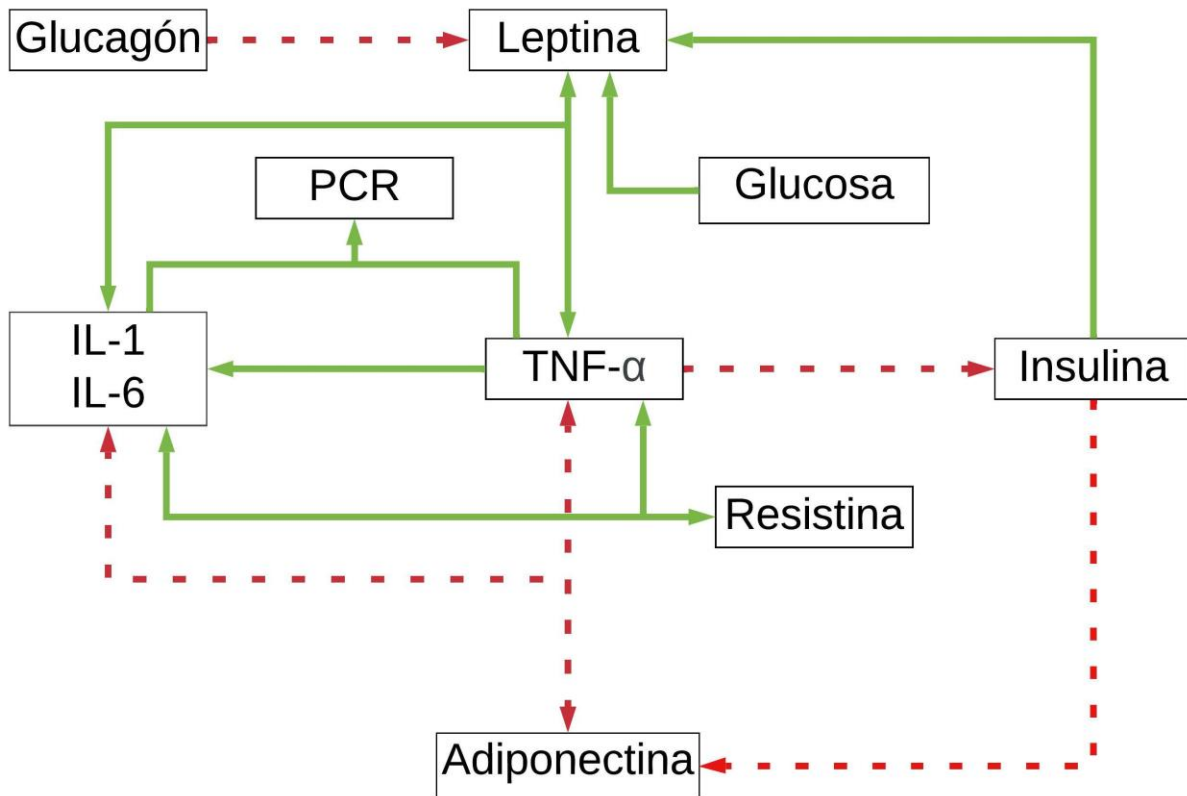 Glucagón
Leptina
PCR
Glucosa
IL-1
IL-6
TNF-α
Insulina
Resistina
Adiponectina